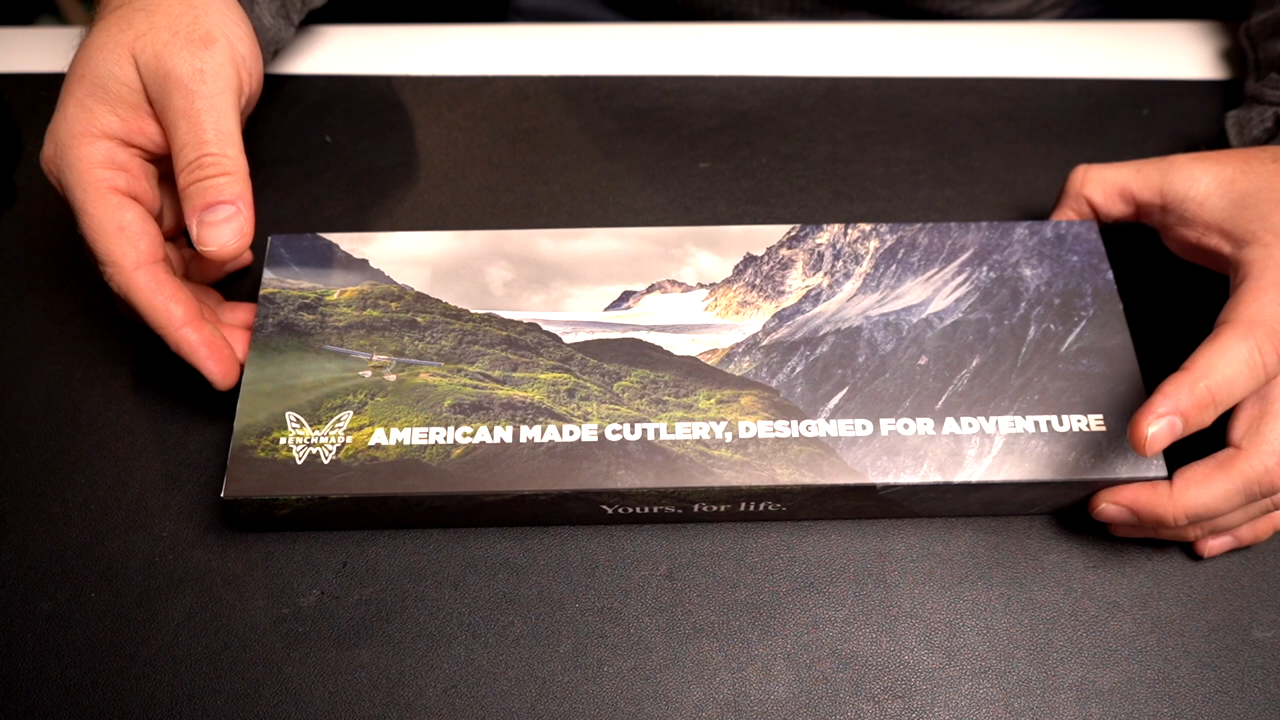 BENCHMADE
AMERICAN MADE CUTLERY, DESIGNED FOR ADVENTURE
Yours, for life.